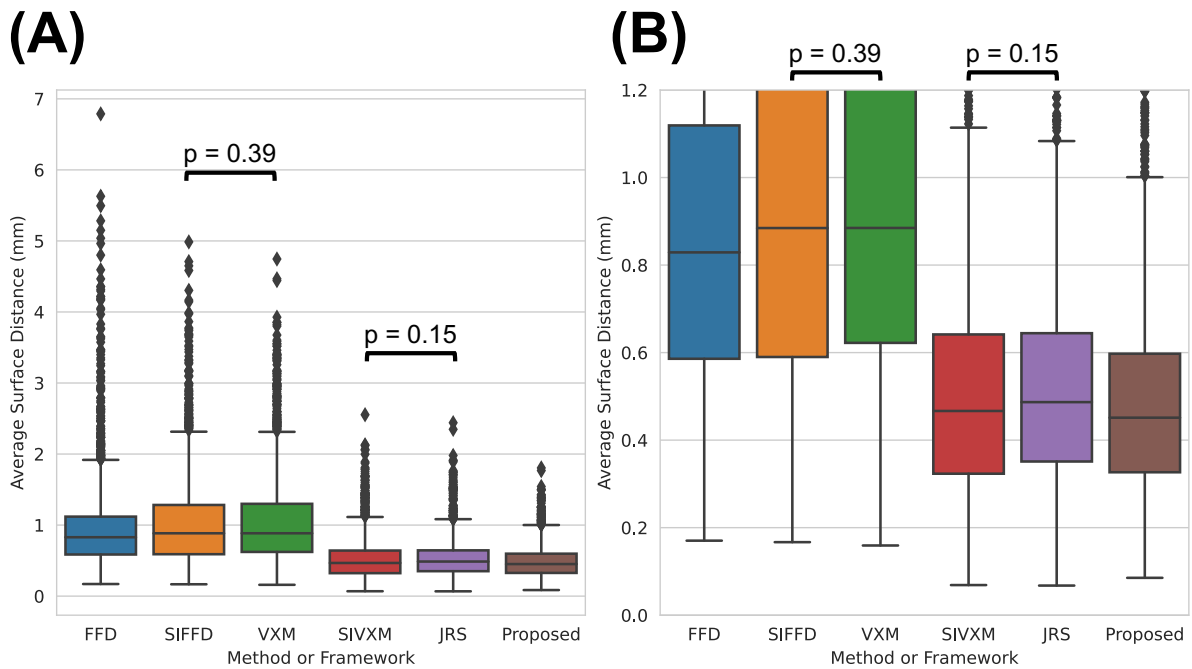 (A)
p = 0.39
p = 0.15
Average Surface Distance (mm)
7
6
5
4
3
2
1
0
FFD SIFFD VXM SIVXM JRS Proposed
Method or Framework
(B)
p = 0.39 p = 0.15
Average Surface Distance (mm)
1.2
1.0
0.8
0.6
0.4
0.2
0.0
FFD SIFFD VXM SIVXM JRS Proposed
Method or Framework